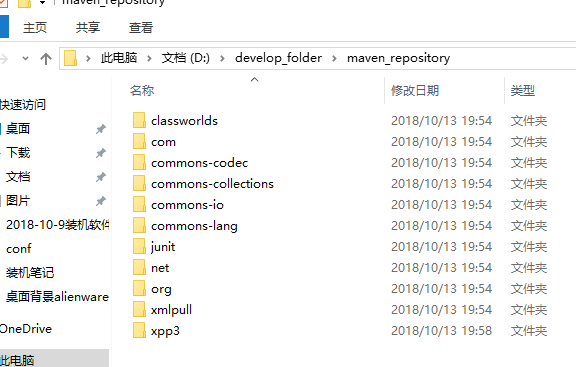 maven_repository
主页 共享 查看
此电脑 文档 (D:) develop_folder maven_repository
名称 修改日期 类型
快速访问
桌面
下载
文档
图片
2018-10-9装机软件
conf
装机笔记
桌面背景alienware
OneDrive
此电脑
classworlds 2018/10/13 19:54 文件夹
com 2018/10/13 19:54 文件夹
commons-codec 2018/10/13 19:54 文件夹
commons-collections 2018/10/13 19:54 文件夹
commons-io 2018/10/13 19:54 文件夹
commons-lang 2018/10/13 19:54 文件夹
junit 2018/10/13 19:54 文件夹
net 2018/10/13 19:54 文件夹
org 2018/10/13 19:54 文件夹
xmlpull 2018/10/13 19:54 文件夹
xpp3 2018/10/13 19:58 文件夹